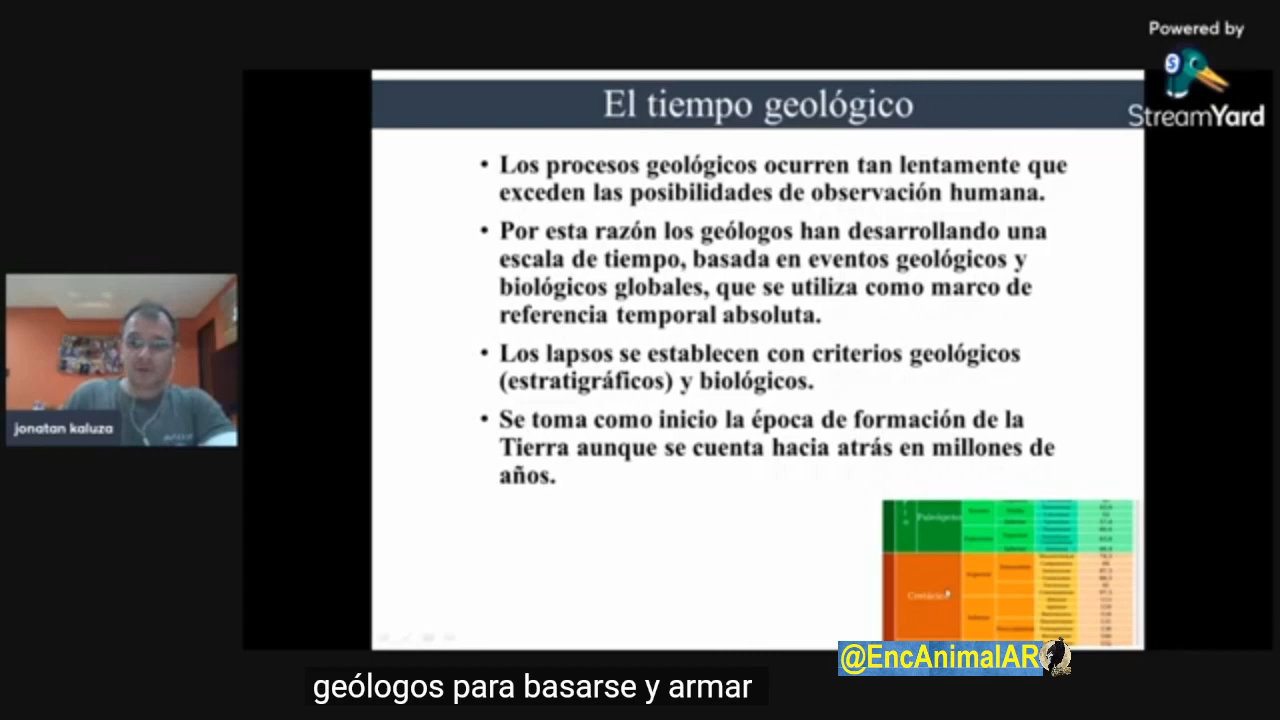 Powered by
StreamYard
El tiempo geológico
• Los procesos geológicos ocurren tan lentamente que
exceden las posibilidades de observación humana.
• Por esta razón los geólogos han desarrollando una
escala de tiempo, basada en eventos geológicos y
biológicos globales, que se utiliza como marco de
referencia temporal absoluta.
• Los lapsos se establecen con criterios geológicos
(estratigráficos) y biológicos.
• Se toma como inicio la época de formación de la
Tierra aunque se cuenta hacia atrás en millones de
años.
jonatan kaluza
@EncAnimalAR
geólogos para basarse y armar